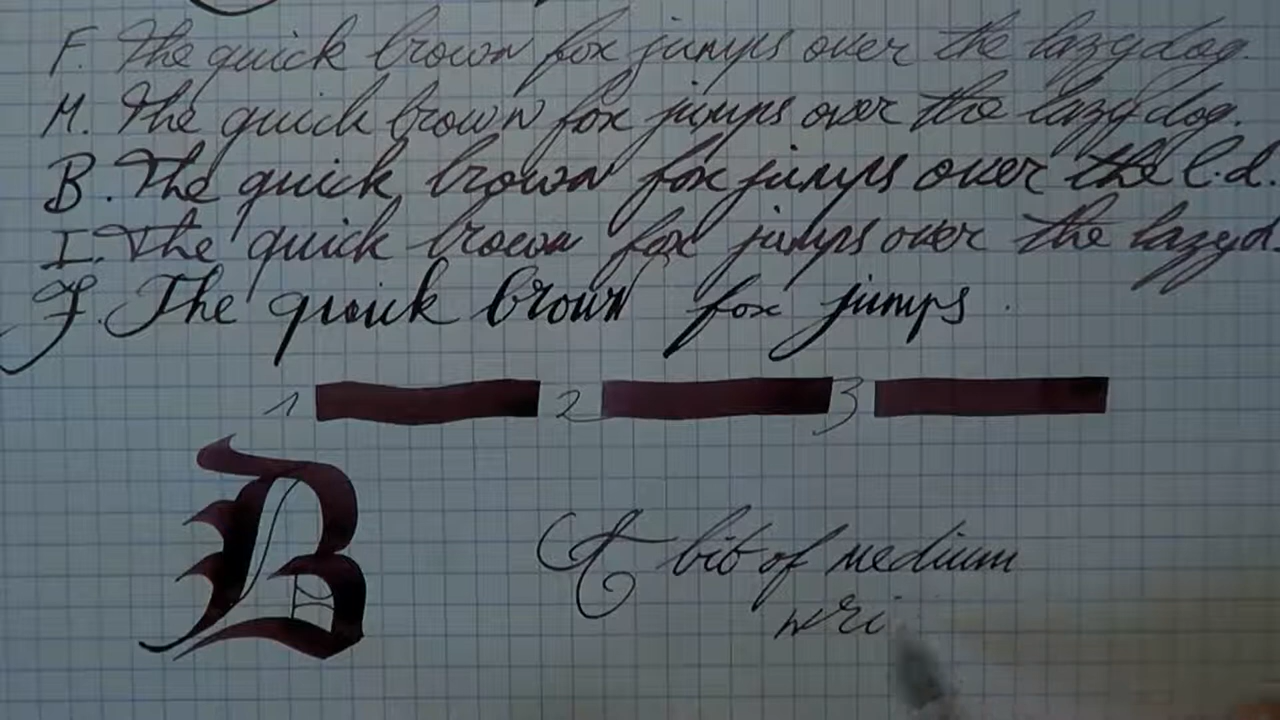 F. The quick brown fox jumps over the lazy dog.
M. The quick brown fox jumps over the lazy dog.
B. The quick brown fox jumps over the l.d.
I. The quick brown fox jumps over the lazy d.
F. The quick brown fox jumps.
1 2 3
B
A bit of medium
wri